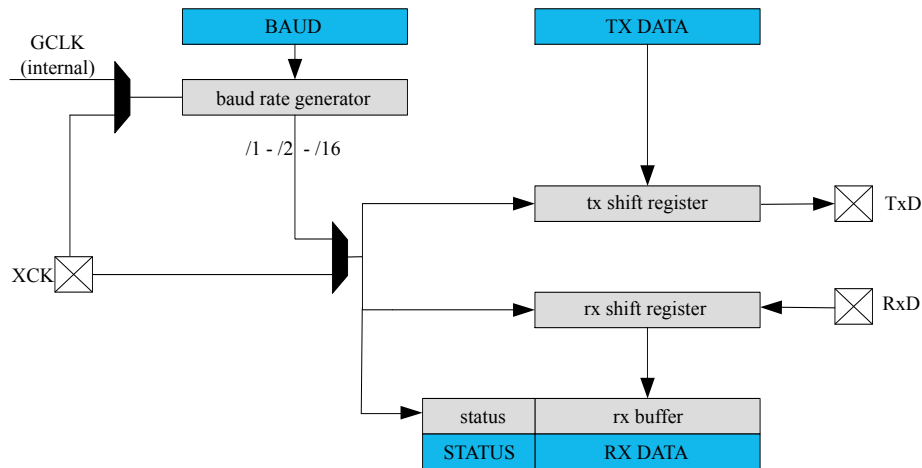 BAUD
TX DATA
GCLK
(internal)
baud rate generator
/1 - /2 - /16
tx shift register
TxD
XCK
rx shift register
RxD
status
rx buffer
STATUS
RX DATA